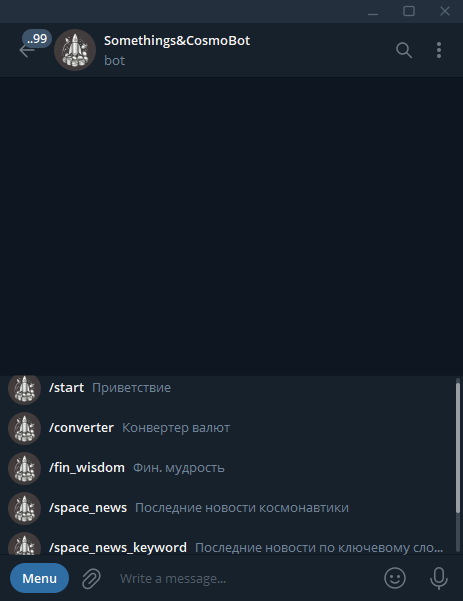 ..99
Somethings&CosmoBot
bot
/start Приветствие
/converter Конвертер валют
/fin_wisdom Фин. мудрость
/space_news Последние новости космонавтики
/space_news_keyword Последние новости по ключевому сло...
Menu Write a message...